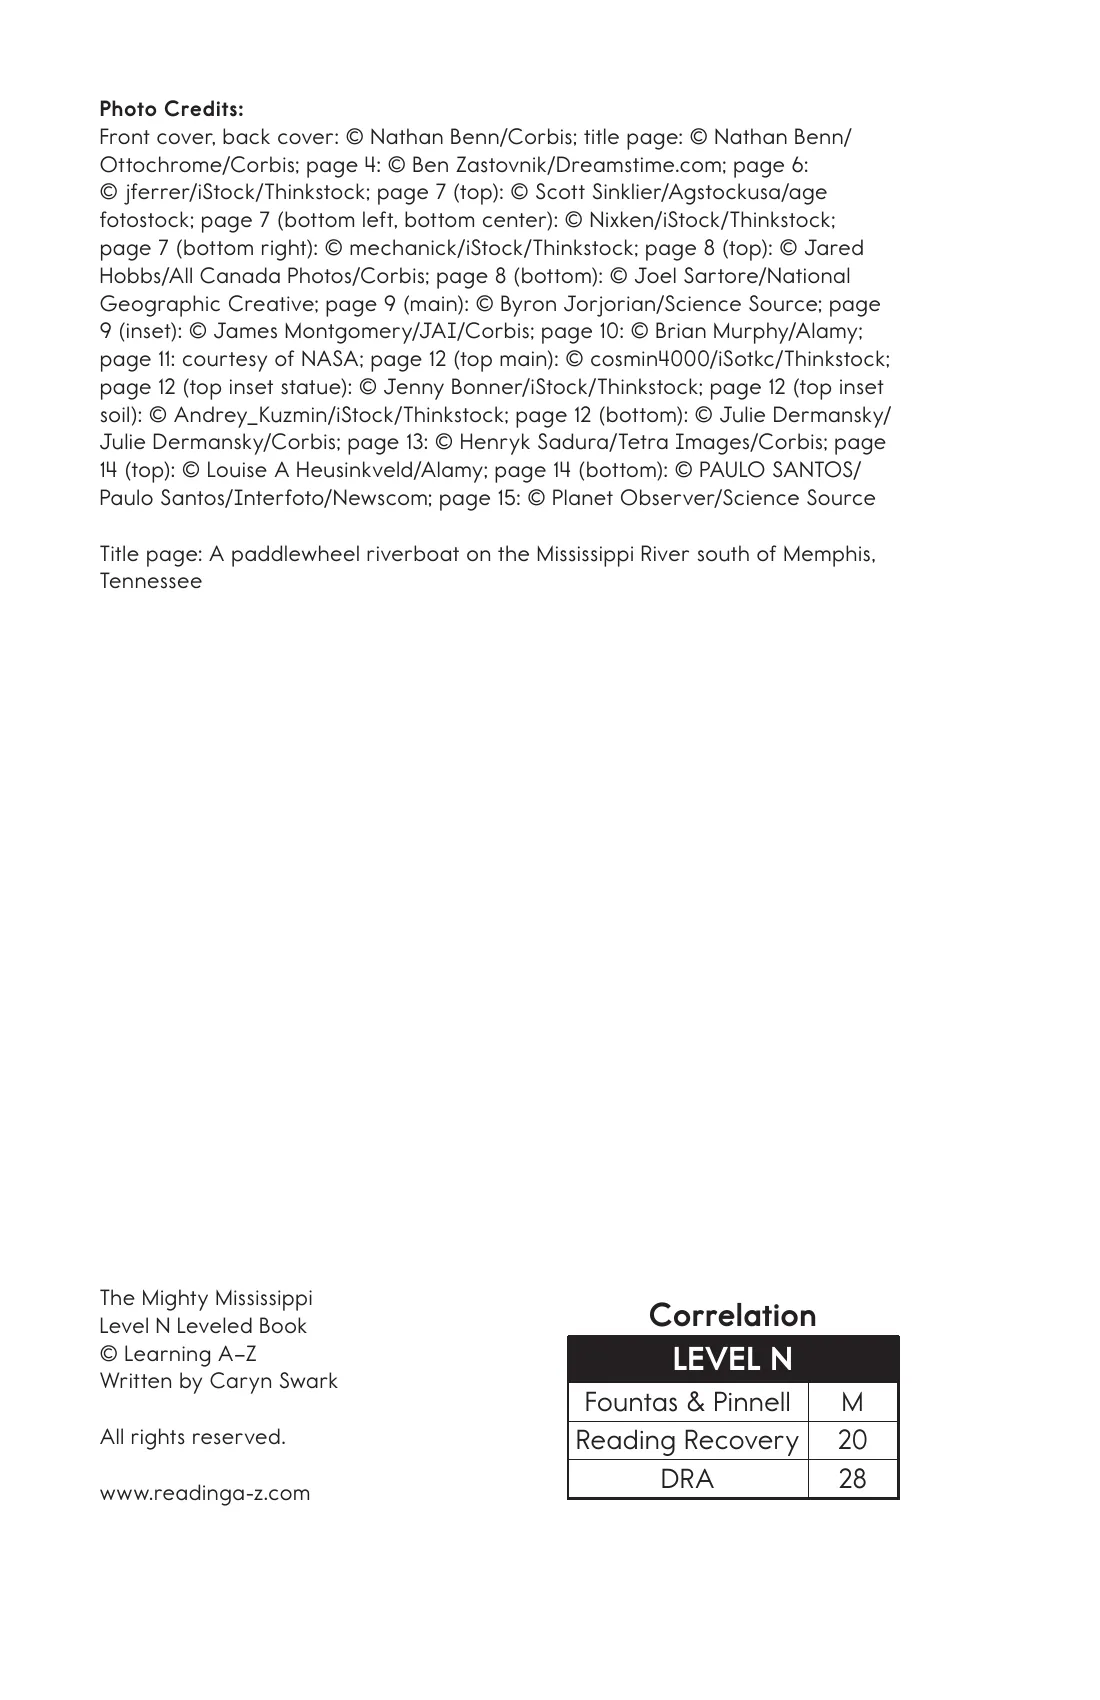 Photo Credits:
Front cover, back cover: © Nathan Benn/Corbis; title page: © Nathan Benn/
Ottochrome/Corbis; page 4: © Ben Zastovnik/Dreamstime.com; page 6:
© jferrer/iStock/Thinkstock; page 7 (top): © Scott Sinklier/Agstockusa/age
fotostock; page 7 (bottom left, bottom center): © Nixken/iStock/Thinkstock;
page 7 (bottom right): © mechanick/iStock/Thinkstock; page 8 (top): © Jared
Hobbs/All Canada Photos/Corbis; page 8 (bottom): © Joel Sartore/National
Geographic Creative; page 9 (main): © Byron Jorjorian/Science Source; page
9 (inset): © James Montgomery/JAI/Corbis; page 10: © Brian Murphy/Alamy;
page 11: courtesy of NASA; page 12 (top main): © cosmin4000/iSotkc/Thinkstock;
page 12 (top inset statue): © Jenny Bonner/iStock/Thinkstock; page 12 (top inset
soil): © Andrey_Kuzmin/iStock/Thinkstock; page 12 (bottom): © Julie Dermansky/
Julie Dermansky/Corbis; page 13: © Henryk Sadura/Tetra Images/Corbis; page
14 (top): © Louise A Heusinkveld/Alamy; page 14 (bottom): © PAULO SANTOS/
Paulo Santos/Interfoto/Newscom; page 15: © Planet Observer/Science Source
Title page: A paddlewheel riverboat on the Mississippi River south of Memphis,
Tennessee
The Mighty Mississippi
Level N Leveled Book
© Learning A–Z
Written by Caryn Swark
All rights reserved.
www.readinga-z.com
Correlation
LEVEL N
Fountas & Pinnell M
Reading Recovery 20
DRA 28